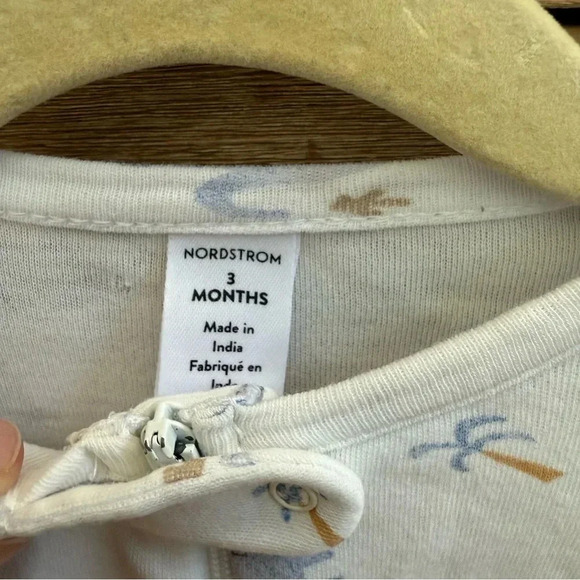 NORDSTROM
3
MONTHS
Made in
India
Fabriqué en